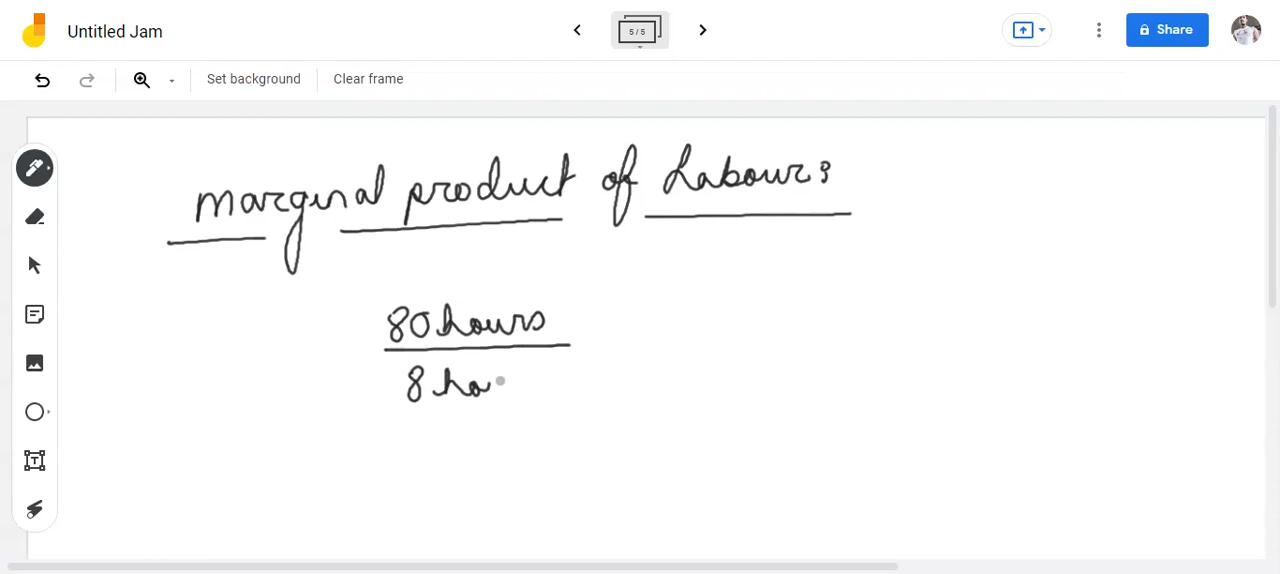 Untitled Jam
5 / 5
Share
Set background
Clear frame
marginal product of Labour:
80 hours
8 ho